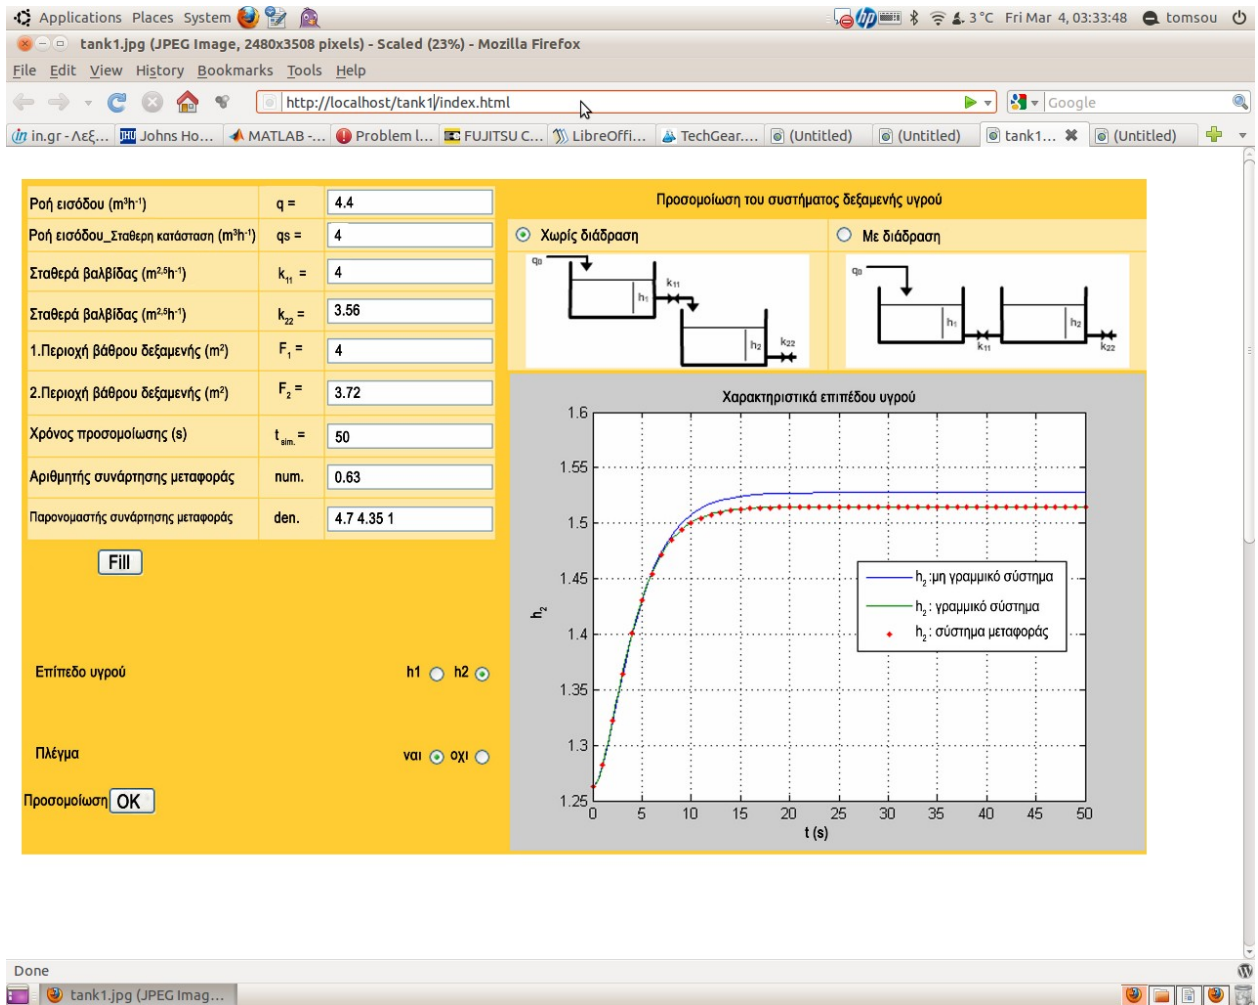 Applications Places System
3 °C Fri Mar 4, 03:33:48 tomsou
tank1.jpg (JPEG Image, 2480x3508 pixels) - Scaled (23%) - Mozilla Firefox
File Edit View History Bookmarks Tools Help
http://localhost/tank1/index.html Google
in.gr - Λεξ... Johns Ho... MATLAB -... Problem l... FUJITSU C... LibreOffi... TechGear.... (Untitled) (Untitled) tank1... (Untitled)
Ροή εισόδου (m³h⁻¹) q = 4.4
Ροή εισόδου_Σταθερη κατάσταση (m³h⁻¹) qs = 4
Σταθερά βαλβίδας (m²·⁵h⁻¹) k₁₁ = 4
Σταθερά βαλβίδας (m²·⁵h⁻¹) k₂₂ = 3.56
1.Περιοχή βάθρου δεξαμενής (m²) F₁ = 4
2.Περιοχή βάθρου δεξαμενής (m²) F₂ = 3.72
Χρόνος προσομοίωσης (s) t sim. = 50
Αριθμητής συνάρτησης μεταφοράς num. 0.63
Παρονομαστής συνάρτησης μεταφοράς den. 4.7 4.35 1
Fill
Επίπεδο υγρού h1 h2
Πλέγμα ναι οχι
Προσομοίωση OK
Προσομοίωση του συστήματος δεξαμενής υγρού
Χωρίς διάδραση Με διάδραση
q₀ h₁ k₁₁ h₂ k₂₂
q₀ h₁ k₁₁ h₂ k₂₂
Χαρακτηριστικά επιπέδου υγρού
1.6
1.55
1.5
1.45
1.4
1.35
1.3
1.25
h₂
h₂ :μη γραμμικό σύστημα
h₂ : γραμμικό σύστημα
h₂ : σύστημα μεταφοράς
0 5 10 15 20 25 30 35 40 45 50
t (s)
Done
tank1.jpg (JPEG Imag...